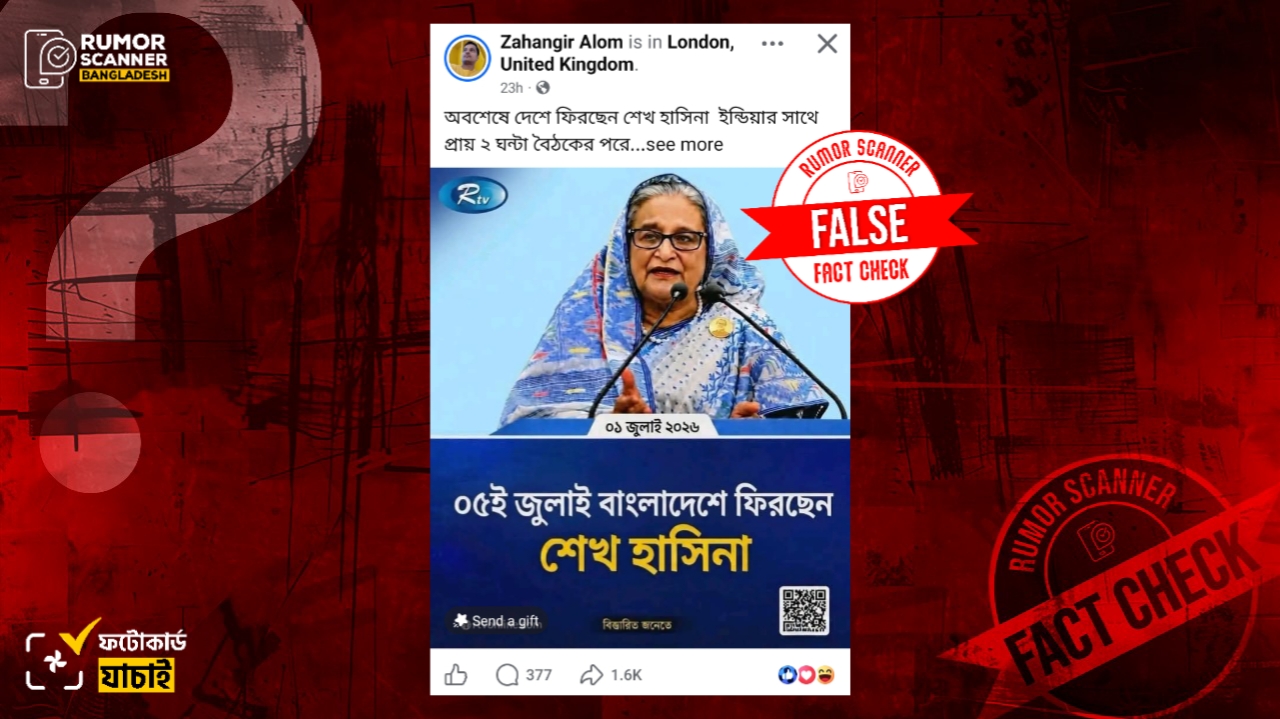 RUMOR
SCANNER
BANGLADESH
Zahangir Alom is in London,
United Kingdom.
23h
অবশেষে দেশে ফিরছেন শেখ হাসিনা ইন্ডিয়ার সাথে
প্রায় ২ ঘন্টা বৈঠকের পরে...see more
Rtv
RUMOR SCANNER
FALSE
FACT CHECK
০১ জুলাই ২০২৬
০৫ই জুলাই বাংলাদেশে ফিরছেন
শেখ হাসিনা
Send a gift
বিস্তারিত জনেতে
377
1.6K
ফটোকার্ড
যাচাই
RUMOR SCANNER
FACT CHECK